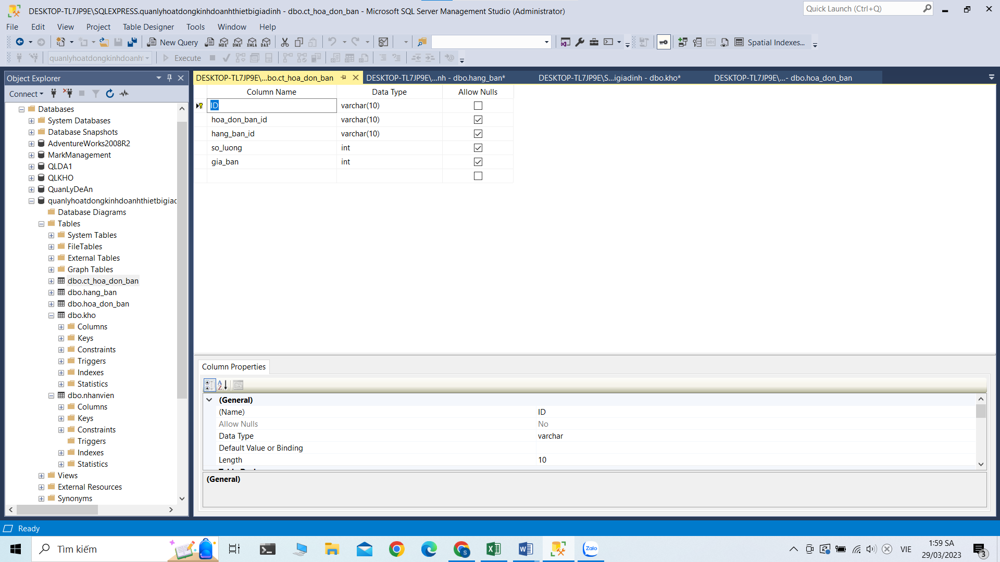 DESKTOP-TL7JP9E\SQLEXPRESS.quanlyhoatdongkinhdoanhthietbigiadinh - dbo.ct_hoa_don_ban - Microsoft SQL Server Management Studio (Administrator)
Quick Launch (Ctrl+Q)
File Edit View Project Table Designer Tools Window Help
New Query MDX DMX XMLA DAX Spatial Indexes...
quanlyhoatdongkinhdoanht Execute
Object Explorer
DESKTOP-TL7JP9E\...bo.ct_hoa_don_ban
DESKTOP-TL7JP9E\...nh - dbo.hang_ban*
DESKTOP-TL7JP9E\S...igiadinh - dbo.kho*
DESKTOP-TL7JP9E\...- dbo.hoa_don_ban
Connect
Databases
System Databases
Database Snapshots
AdventureWorks2008R2
MarkManagement
QLDA1
QLKHO
QuanLyDeAn
quanlyhoatdongkinhdoanhthietbigiad
Database Diagrams
Tables
System Tables
FileTables
External Tables
Graph Tables
dbo.ct_hoa_don_ban
dbo.hang_ban
dbo.hoa_don_ban
dbo.kho
Columns
Keys
Constraints
Triggers
Indexes
Statistics
dbo.nhanvien
Columns
Keys
Constraints
Triggers
Indexes
Statistics
Views
External Resources
Synonyms
Column Name Data Type Allow Nulls
ID varchar(10)
hoa_don_ban_id varchar(10)
hang_ban_id varchar(10)
so_luong int
gia_ban int
Column Properties
(General)
(Name) ID
Allow Nulls No
Data Type varchar
Default Value or Binding
Length 10
(General)
Ready
Tìm kiếm
Zalo
VIE
1:59 SA
29/03/2023
3